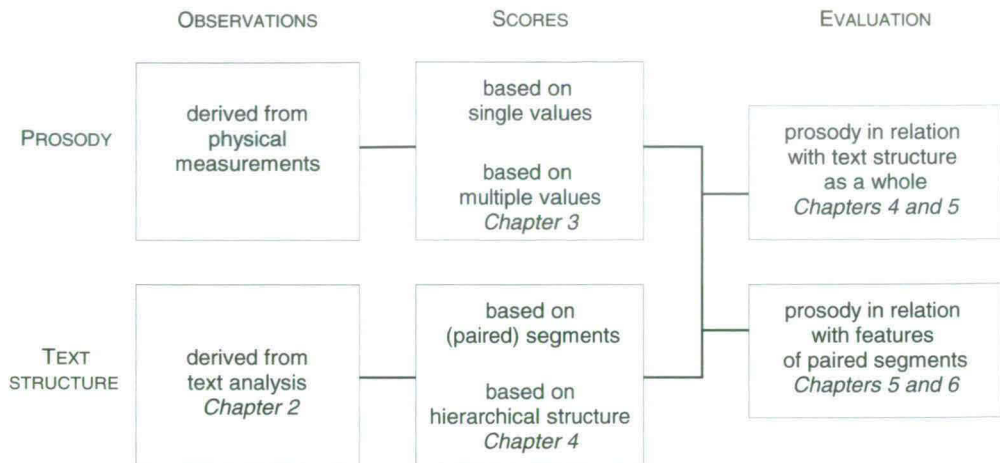 OBSERVATIONS
SCORES
EVALUATION
PROSODY
derived from
physical
measurements
based on
single values
based on
multiple values
Chapter 3
prosody in relation
with text structure
as a whole
Chapters 4 and 5
TEXT
STRUCTURE
derived from
text analysis
Chapter 2
based on
(paired) segments
based on
hierarchical structure
Chapter 4
prosody in relation
with features
of paired segments
Chapters 5 and 6